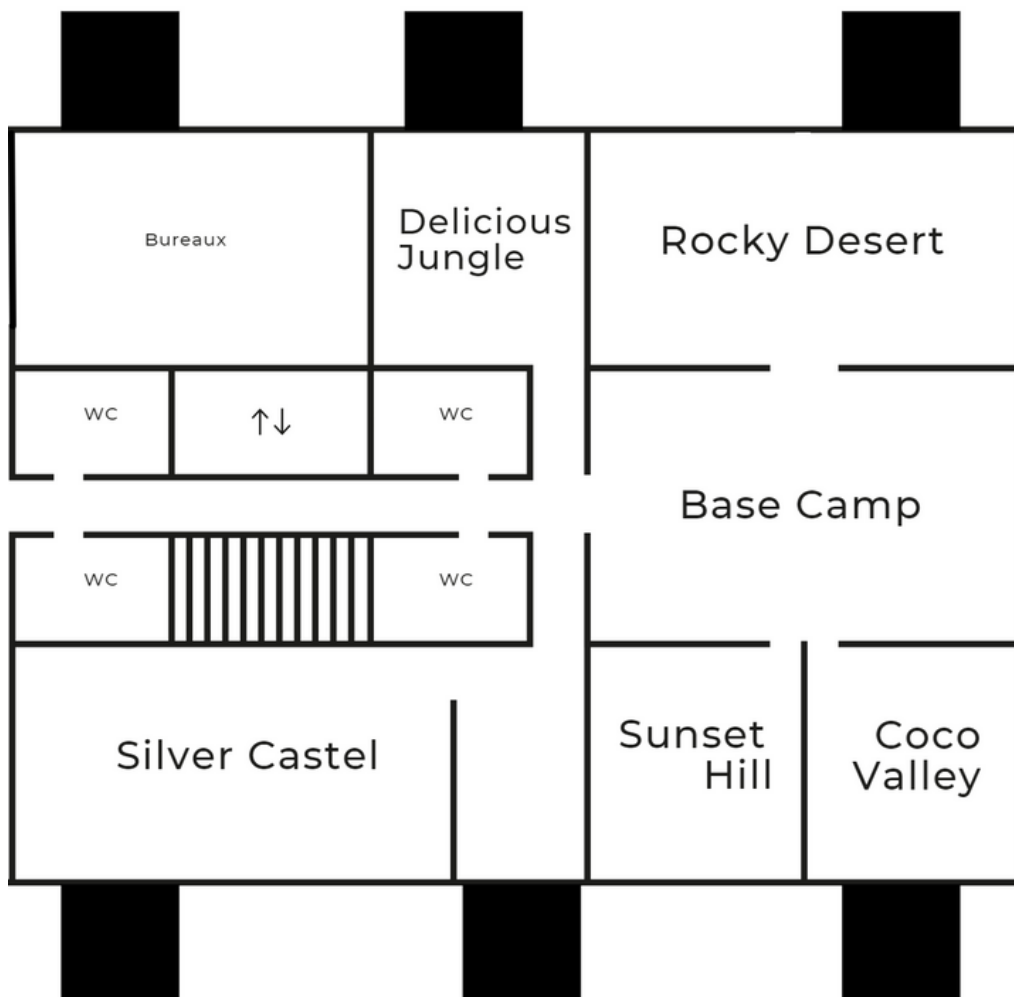 Delicious
Jungle
Bureaux
Rocky Desert
WC
↑↓
WC
Base Camp
WC
WC
Silver Castel
Sunset
Hill
Coco
Valley